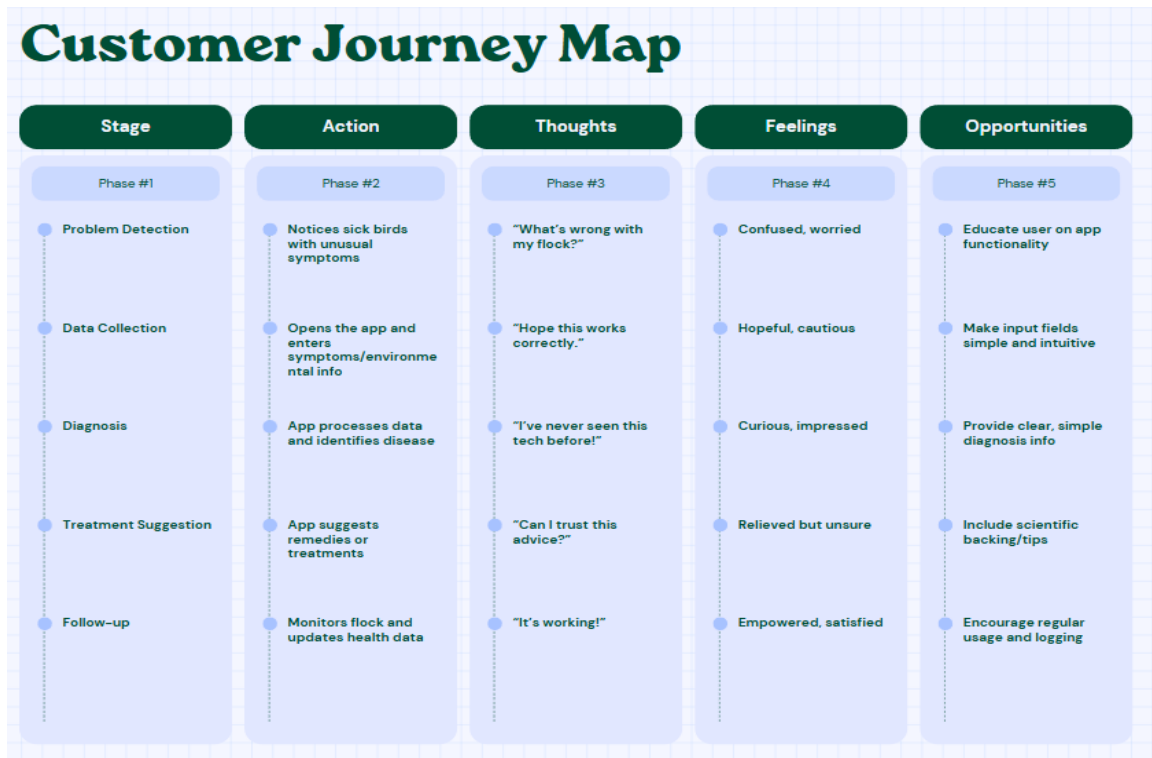 Customer Journey Map
Stage
Action
Thoughts
Feelings
Opportunities
Phase #1
Phase #2
Phase #3
Phase #4
Phase #5
Problem Detection
Notices sick birds
with unusual
symptoms
“What’s wrong with
my flock?”
Confused, worried
Educate user on app
functionality
Data Collection
Opens the app and
enters
symptoms/environme
ntal info
“Hope this works
correctly.”
Hopeful, cautious
Make input fields
simple and intuitive
Diagnosis
App processes data
and identifies disease
“I’ve never seen this
tech before!”
Curious, impressed
Provide clear, simple
diagnosis info
Treatment Suggestion
App suggests
remedies or
treatments
“Can I trust this
advice?”
Relieved but unsure
Include scientific
backing/tips
Follow-up
Monitors flock and
updates health data
“It’s working!”
Empowered, satisfied
Encourage regular
usage and logging